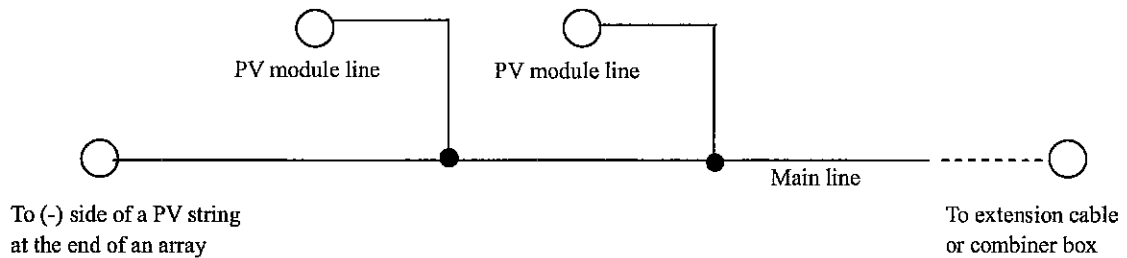 PV module line
PV module line
Main line
To (-) side of a PV string
at the end of an array
To extension cable
or combiner box